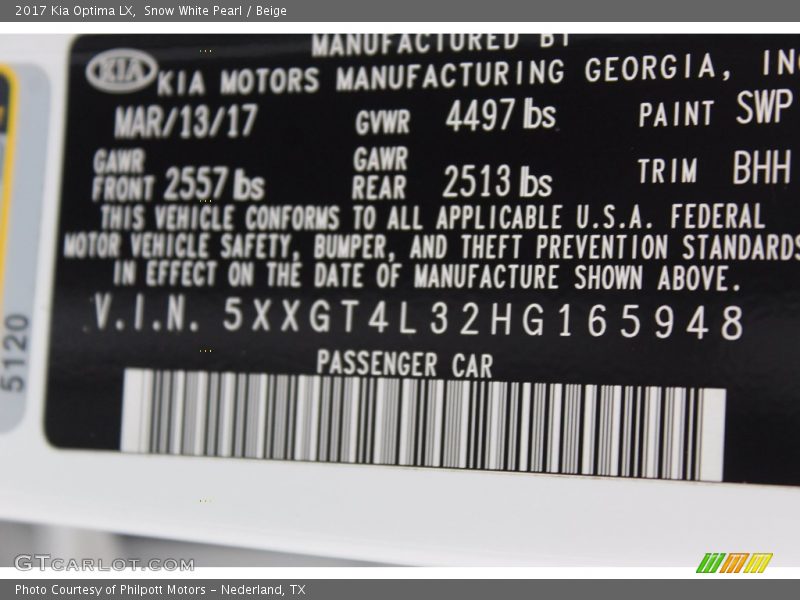 2017 Kia Optima LX, Snow White Pearl / Beige
MANUFACTURED BY
KIA KIA MOTORS MANUFACTURING GEORGIA, INC
MAR/13/17 GVWR 4497 lbs PAINT SWP
GAWR FRONT 2557 lbs GAWR REAR 2513 lbs TRIM BHH
THIS VEHICLE CONFORMS TO ALL APPLICABLE U.S.A. FEDERAL
MOTOR VEHICLE SAFETY, BUMPER, AND THEFT PREVENTION STANDARDS
IN EFFECT ON THE DATE OF MANUFACTURE SHOWN ABOVE.
V.I.N. 5XXGT4L32HG165948
PASSENGER CAR
5120
GTCARLOT.COM
Photo Courtesy of Philpott Motors - Nederland, TX